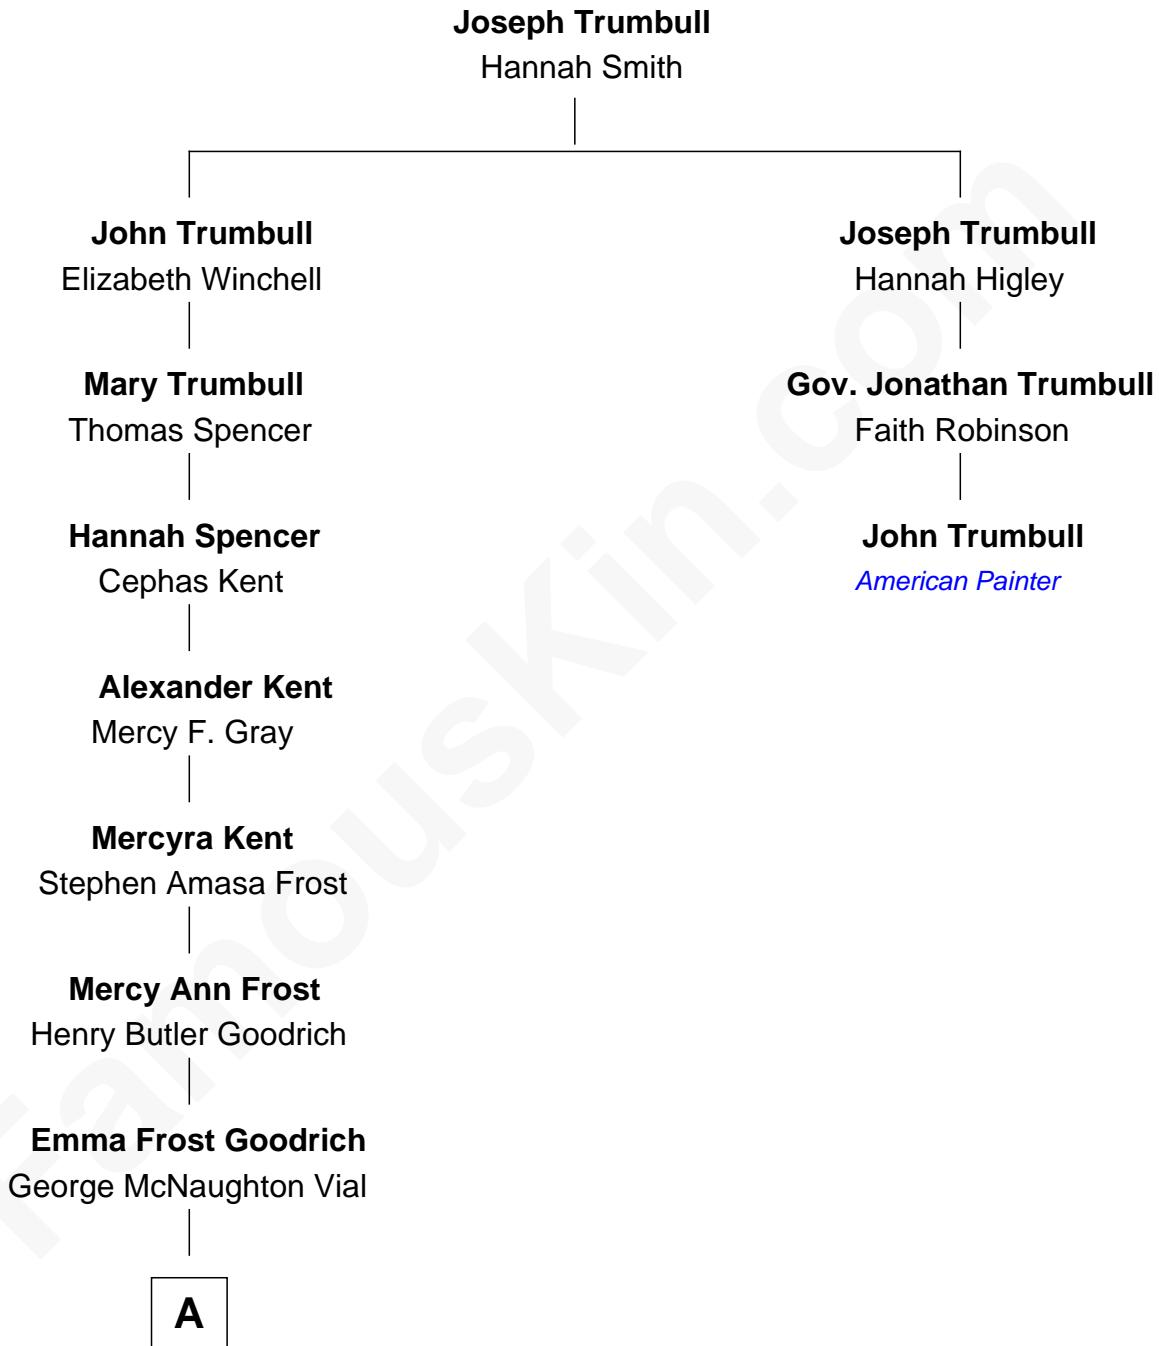 Joseph Trumbull
Hannah Smith
John Trumbull
Elizabeth Winchell
Mary Trumbull
Thomas Spencer
Hannah Spencer
Cephas Kent
Alexander Kent
Mercy F. Gray
Mercyra Kent
Stephen Amasa Frost
Mercy Ann Frost
Henry Butler Goodrich
Emma Frost Goodrich
George McNaughton Vial
A
Joseph Trumbull
Hannah Higley
Gov. Jonathan Trumbull
Faith Robinson
John Trumbull
American Painter
FamousKin.com